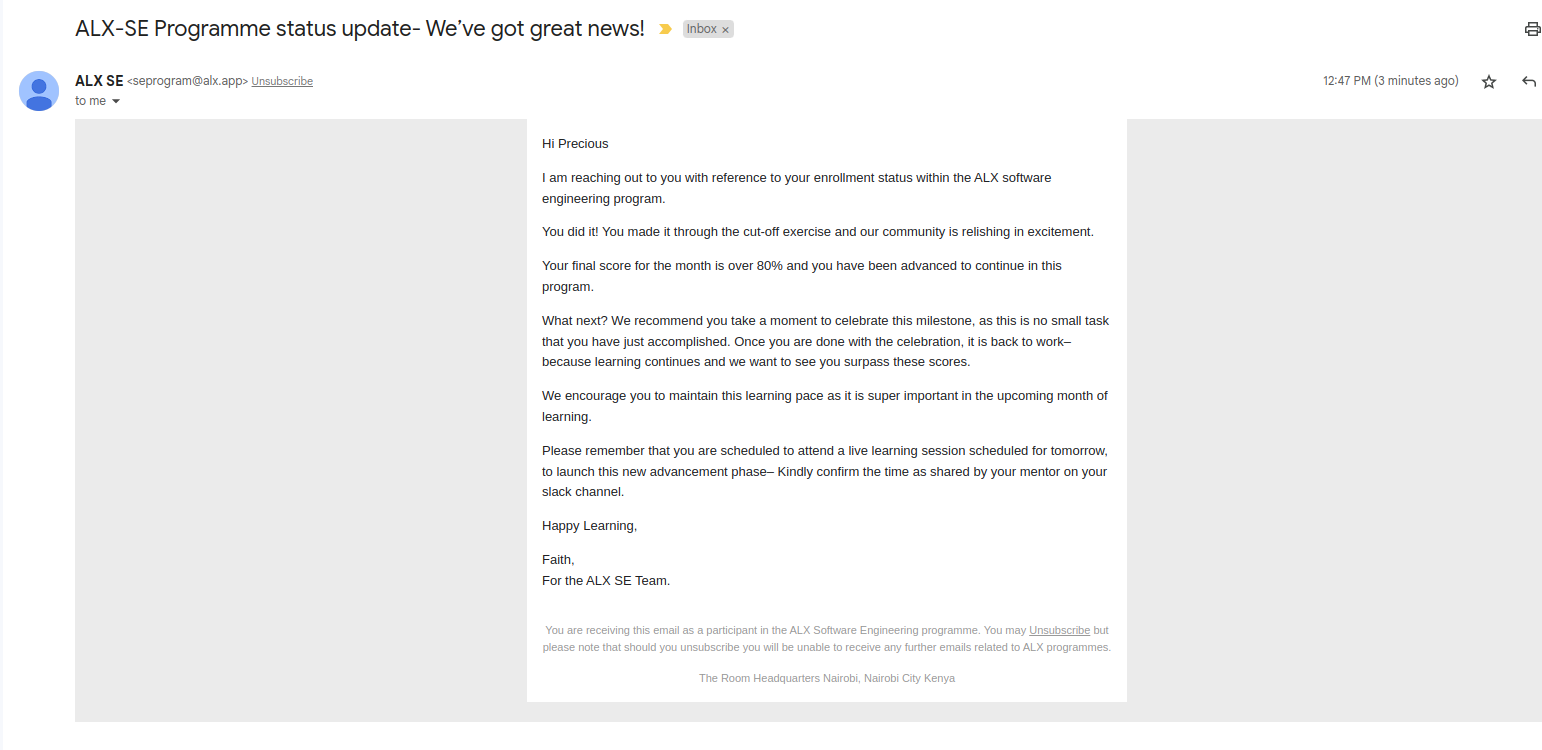 ALX-SE Programme status update- We’ve got great news! Inbox ×
ALX SE <seprogram@alx.app> Unsubscribe 12:47 PM (3 minutes ago)
to me
Hi Precious
I am reaching out to you with reference to your enrollment status within the ALX software
engineering program.
You did it! You made it through the cut-off exercise and our community is relishing in excitement.
Your final score for the month is over 80% and you have been advanced to continue in this
program.
What next? We recommend you take a moment to celebrate this milestone, as this is no small task
that you have just accomplished. Once you are done with the celebration, it is back to work–
because learning continues and we want to see you surpass these scores.
We encourage you to maintain this learning pace as it is super important in the upcoming month of
learning.
Please remember that you are scheduled to attend a live learning session scheduled for tomorrow,
to launch this new advancement phase– Kindly confirm the time as shared by your mentor on your
slack channel.
Happy Learning,
Faith,
For the ALX SE Team.
You are receiving this email as a participant in the ALX Software Engineering programme. You may Unsubscribe but
please note that should you unsubscribe you will be unable to receive any further emails related to ALX programmes.
The Room Headquarters Nairobi, Nairobi City Kenya